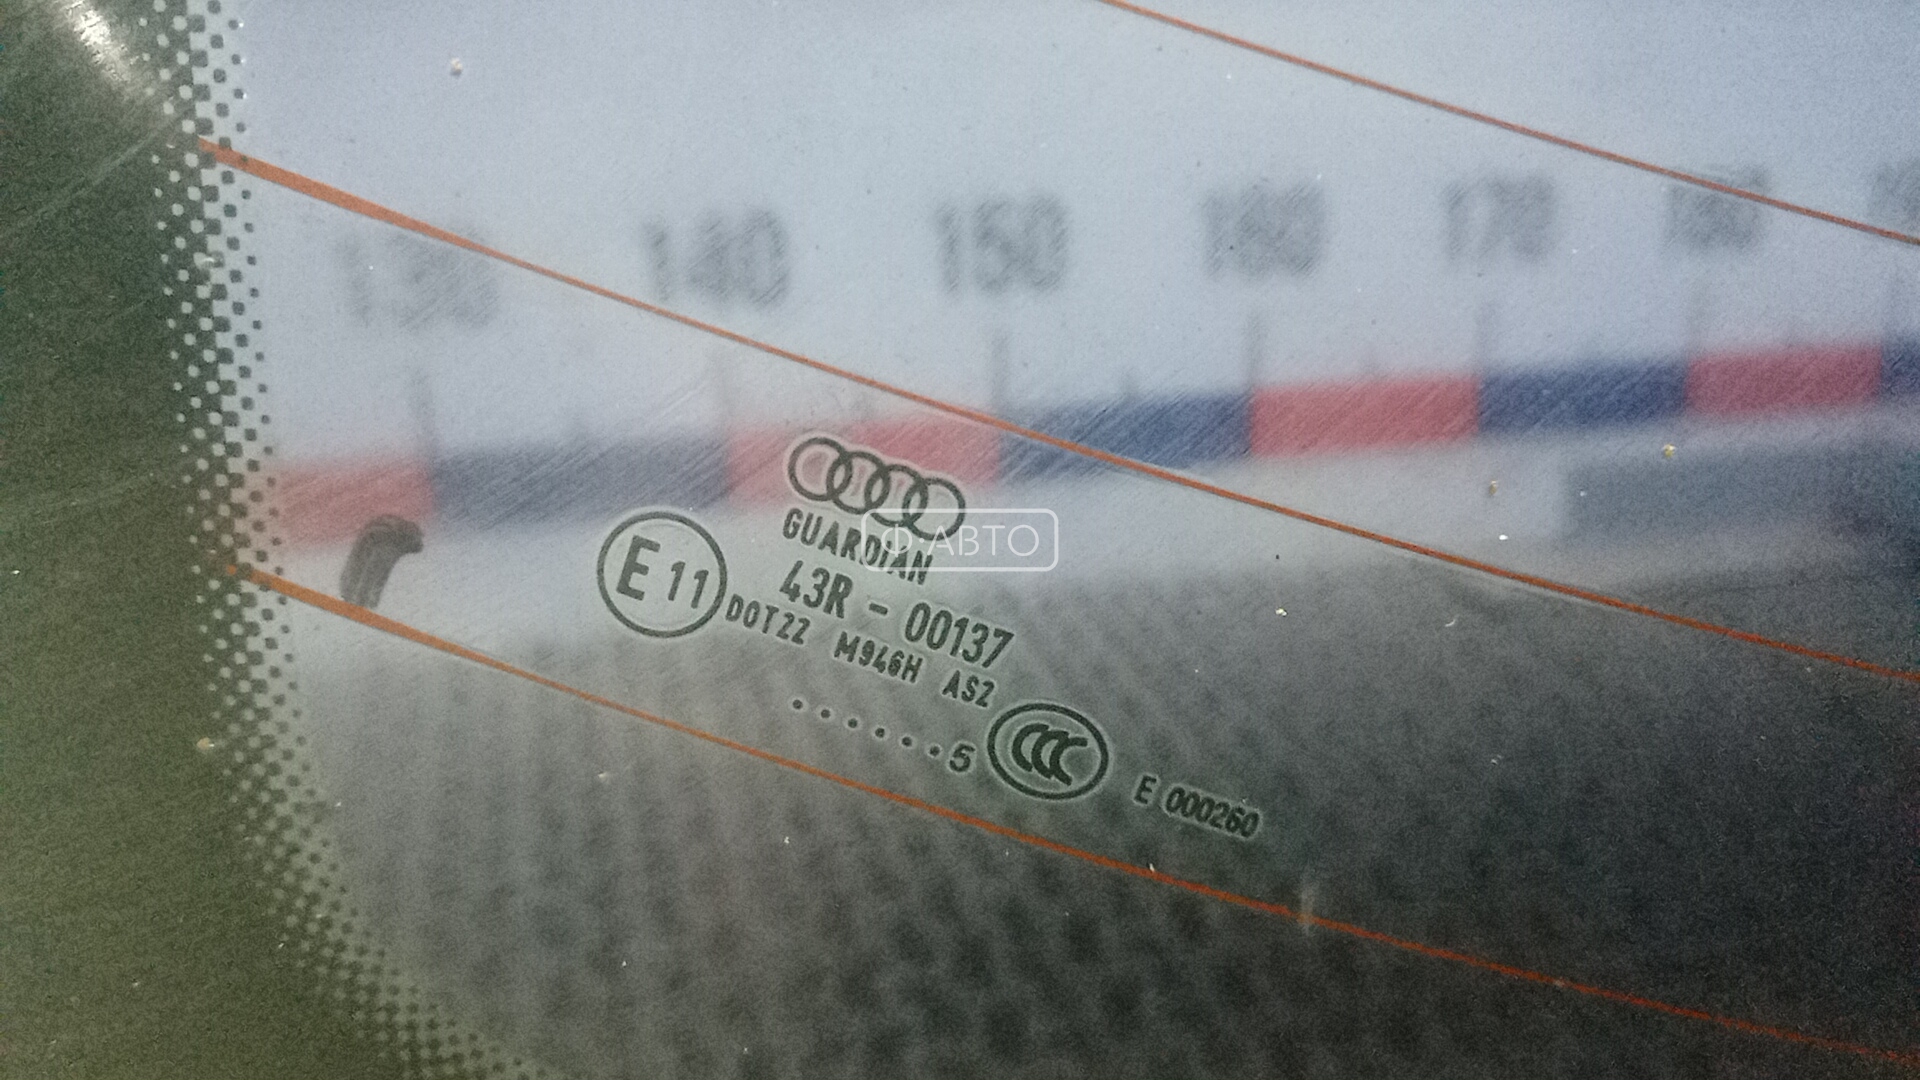 130 140 150 160 170 180
GUARDIAN
Ф·АВТО
E 11
43R - 00137
DOT22 M946H AS2
. . . . . . 5
CCC
E 000260